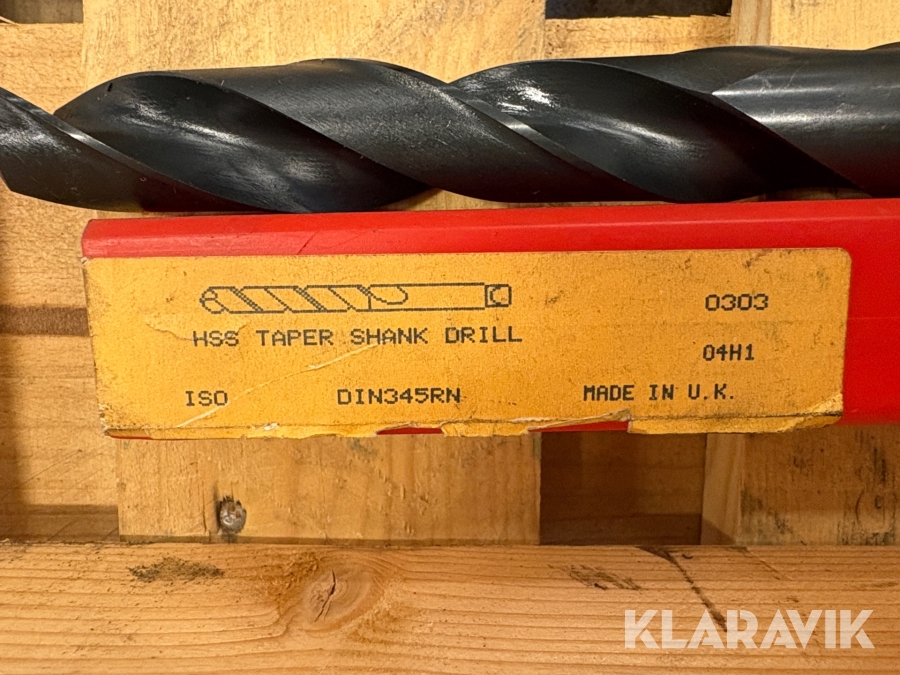 0303
HSS TAPER SHANK DRILL
04H1
ISO DIN345RN MADE IN U.K.
KLARAVIK